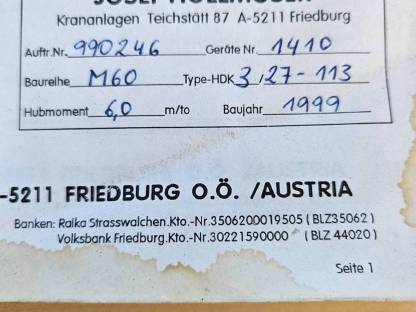 JOSEF HOLZMOSER
Krananlagen Teichstätt 87 A-5211 Friedburg
Auftr.Nr. 990246 Geräte Nr. 1410
Baureihe M60 Type-HDK 3/27-113
Hubmoment 6,0 m/to Baujahr 1999
-5211 FRIEDBURG O.Ö. /AUSTRIA
Banken: Raika Strasswalchen.Kto.-Nr.3506200019505 (BLZ35062)
Volksbank Friedburg.Kto.-Nr.30221590000 (BLZ 44020)
Seite 1